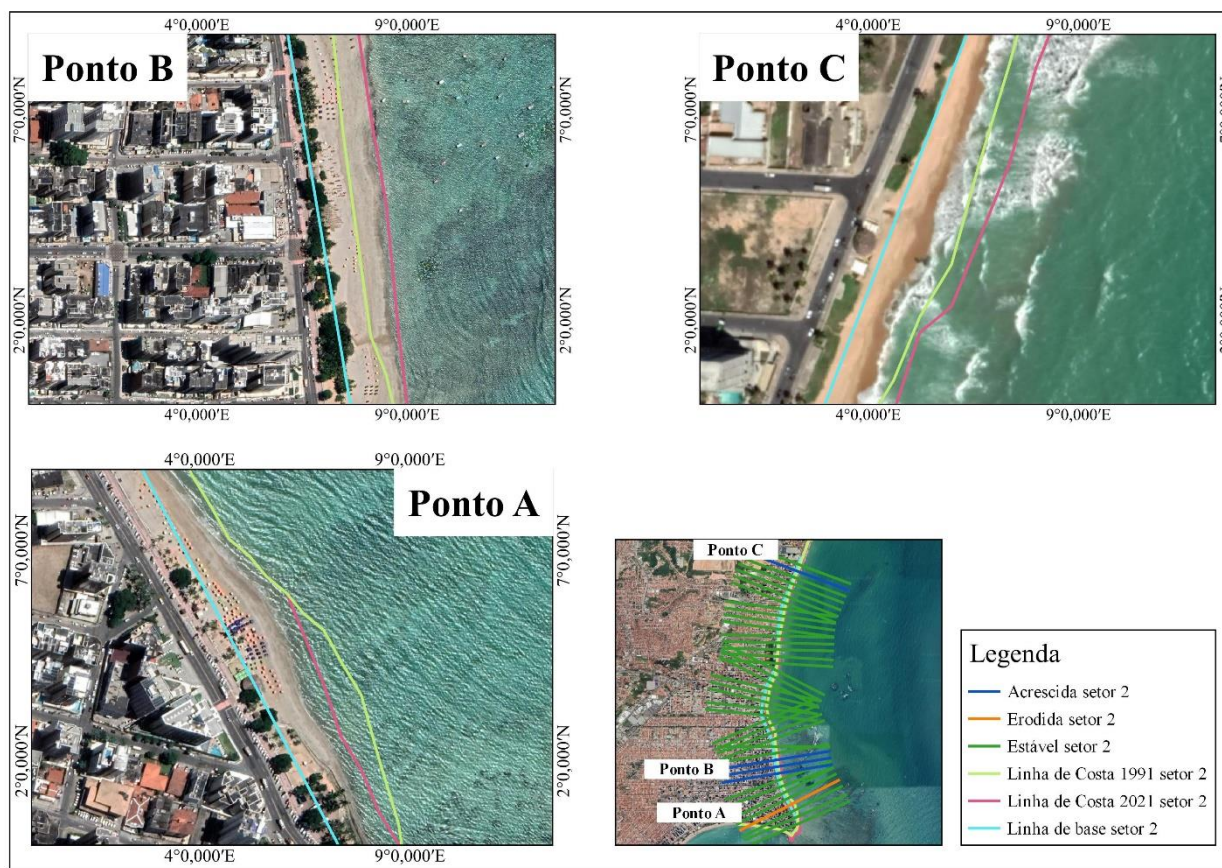 4°0,000'E 9°0,000'E
Ponto B
7°0,000'N 7°0,000'N
2°0,000'N 2°0,000'N
4°0,000'E 9°0,000'E
4°0,000'E 9°0,000'E
Ponto C
7°0,000'N
2°0,000'N
4°0,000'E 9°0,000'E
4°0,000'E 9°0,000'E
Ponto A
7°0,000'N 7°0,000'N
2°0,000'N 2°0,000'N
4°0,000'E 9°0,000'E
Ponto C
Ponto B
Ponto A
Legenda
Acrescida setor 2
Erodida setor 2
Estável setor 2
Linha de Costa 1991 setor 2
Linha de Costa 2021 setor 2
Linha de base setor 2